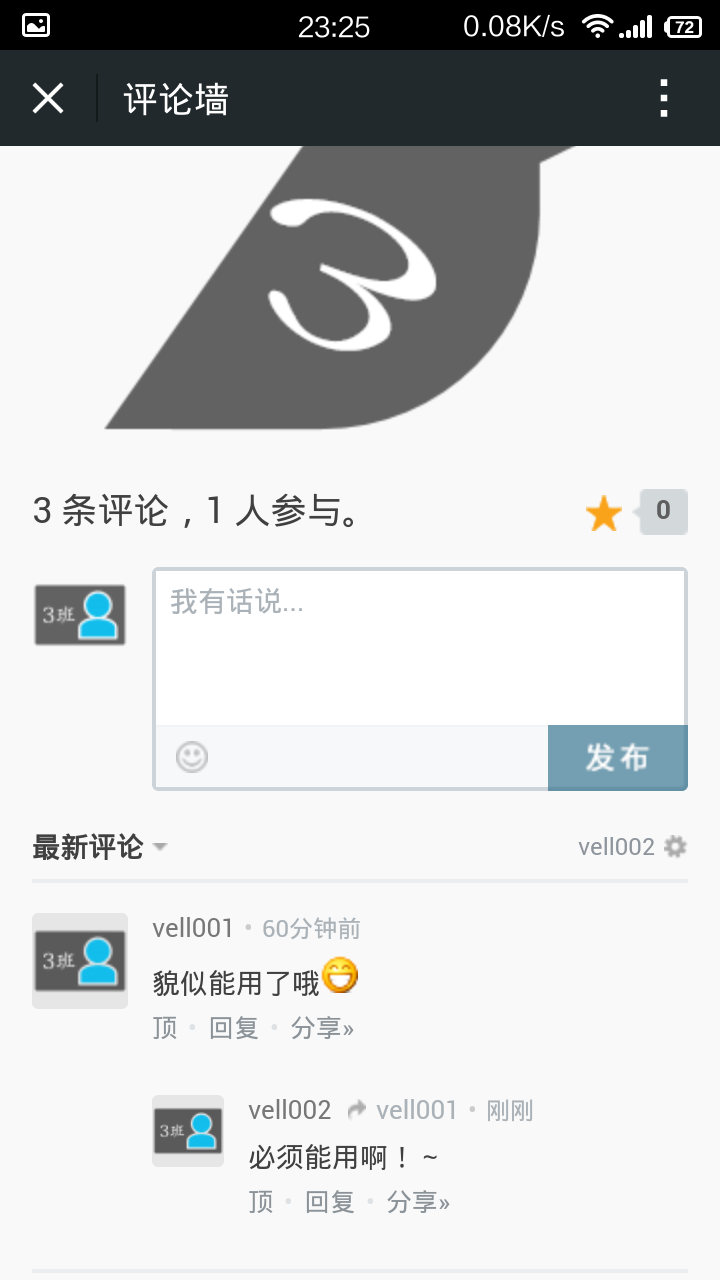 23:25 0.08K/s 72
评论墙
3
3 条评论，1 人参与。 0
3班
我有话说...
发布
最新评论 vell002
3班
vell001 • 60分钟前
貌似能用了哦
顶 • 回复 • 分享»
3班
vell002 vell001 • 刚刚
必须能用啊！~
顶 • 回复 • 分享»